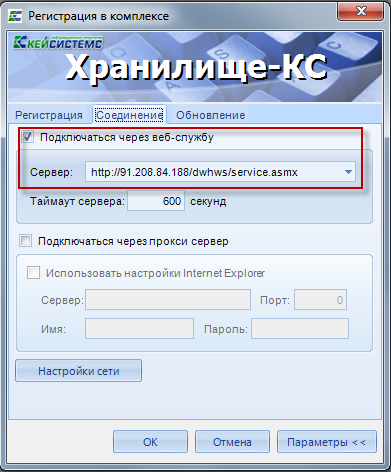 Регистрация в комплексе
КЕЙСИСТЕМС
Хранилище-КС
Регистрация Соединение Обновление
Подключаться через веб-службу
Сервер: http://91.208.84.188/dwhws/service.asmx
Таймаут сервера: 600 секунд
Подключаться через прокси сервер
Использовать настройки Internet Explorer
Сервер: Порт: 0
Имя: Пароль:
Настройки сети
ОК Отмена Параметры <<